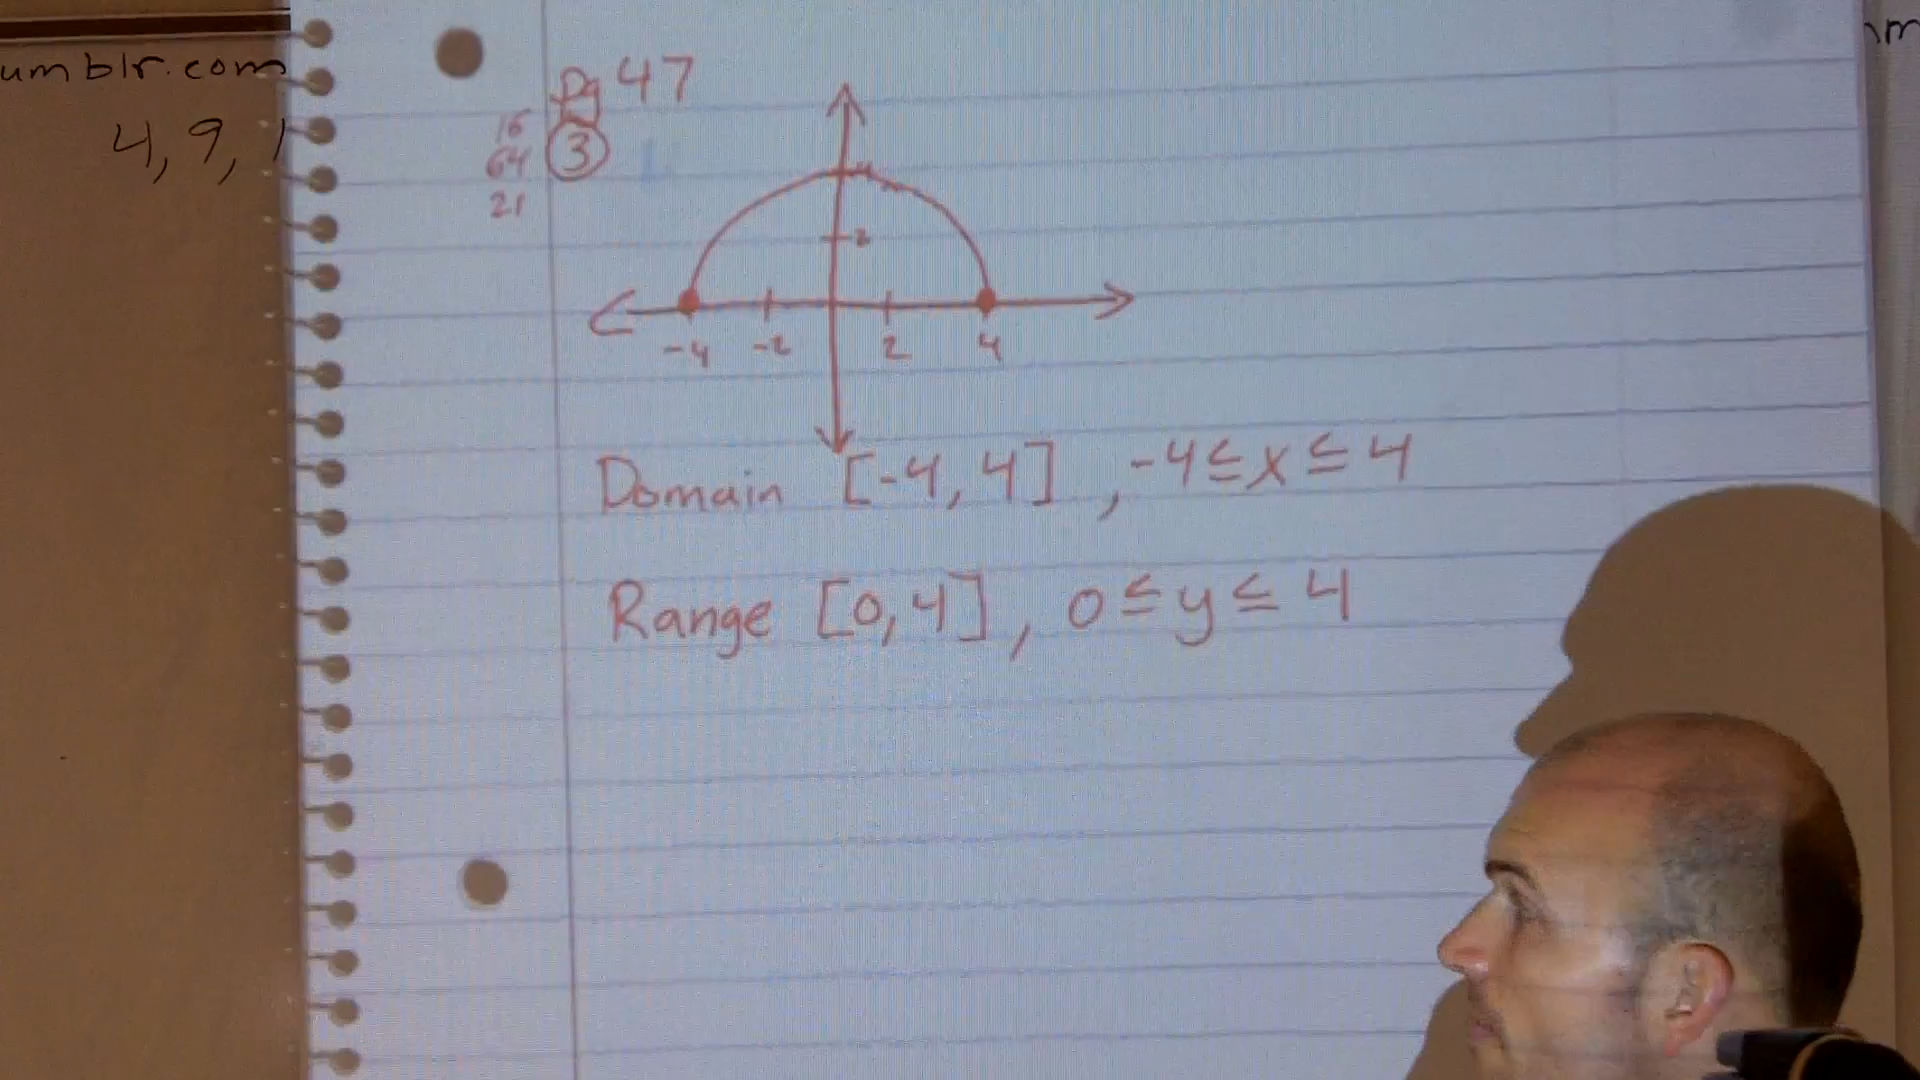 umblr.com
4, 9, 1
pg 47
16
64
21
3
4
2
-4 -2 2 4
Domain [-4, 4] , -4 ≤ x ≤ 4
Range [0, 4] , 0 ≤ y ≤ 4